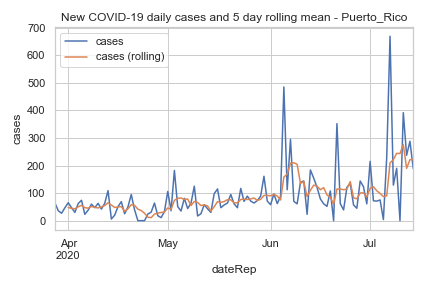 New COVID-19 daily cases and 5 day rolling mean - Puerto_Rico
cases
cases (rolling)
700
600
500
400
300
200
100
0
cases
Apr
2020
May
Jun
Jul
dateRep